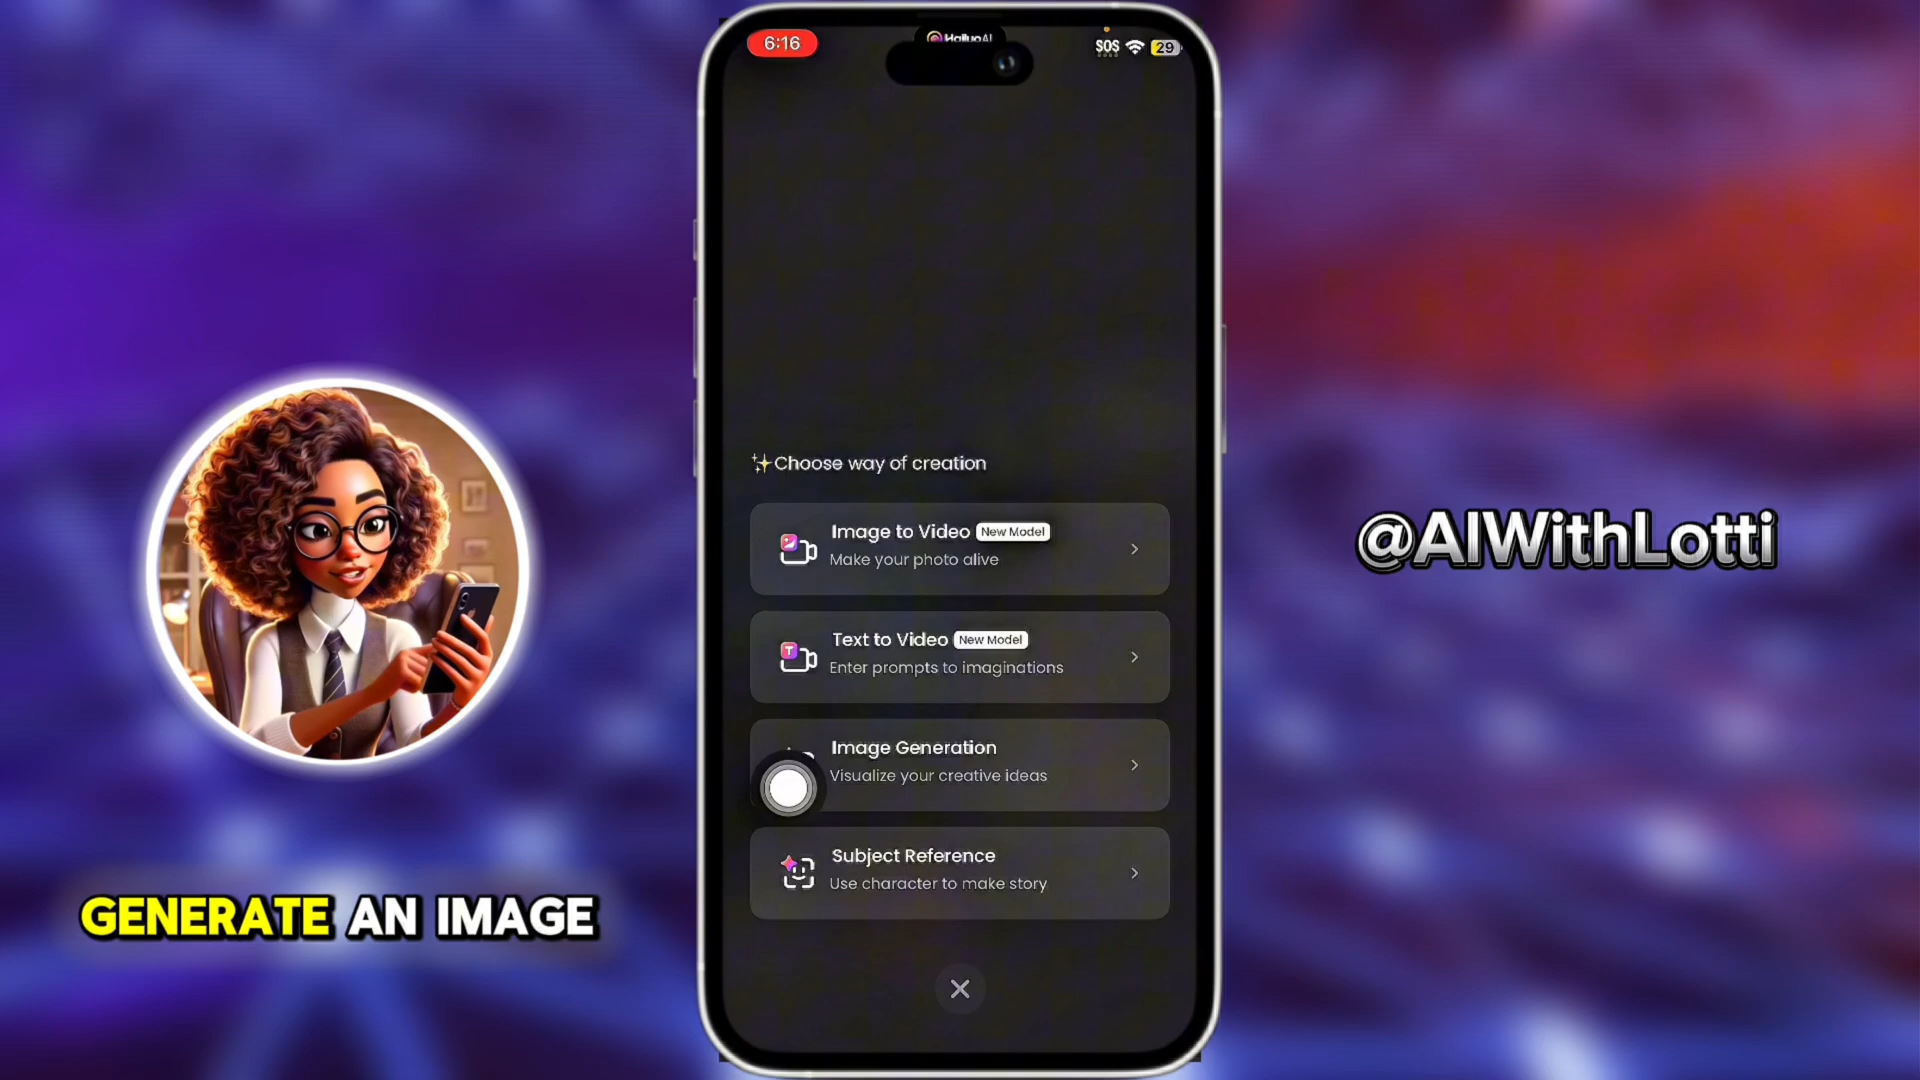 6:16
Hailuo AI
SOS
29
✨Choose way of creation
Image to Video New Model
Make your photo alive
Text to Video New Model
Enter prompts to imaginations
T
Image Generation
Visualize your creative ideas
Subject Reference
Use character to make story
@AIWithLotti
GENERATE AN IMAGE